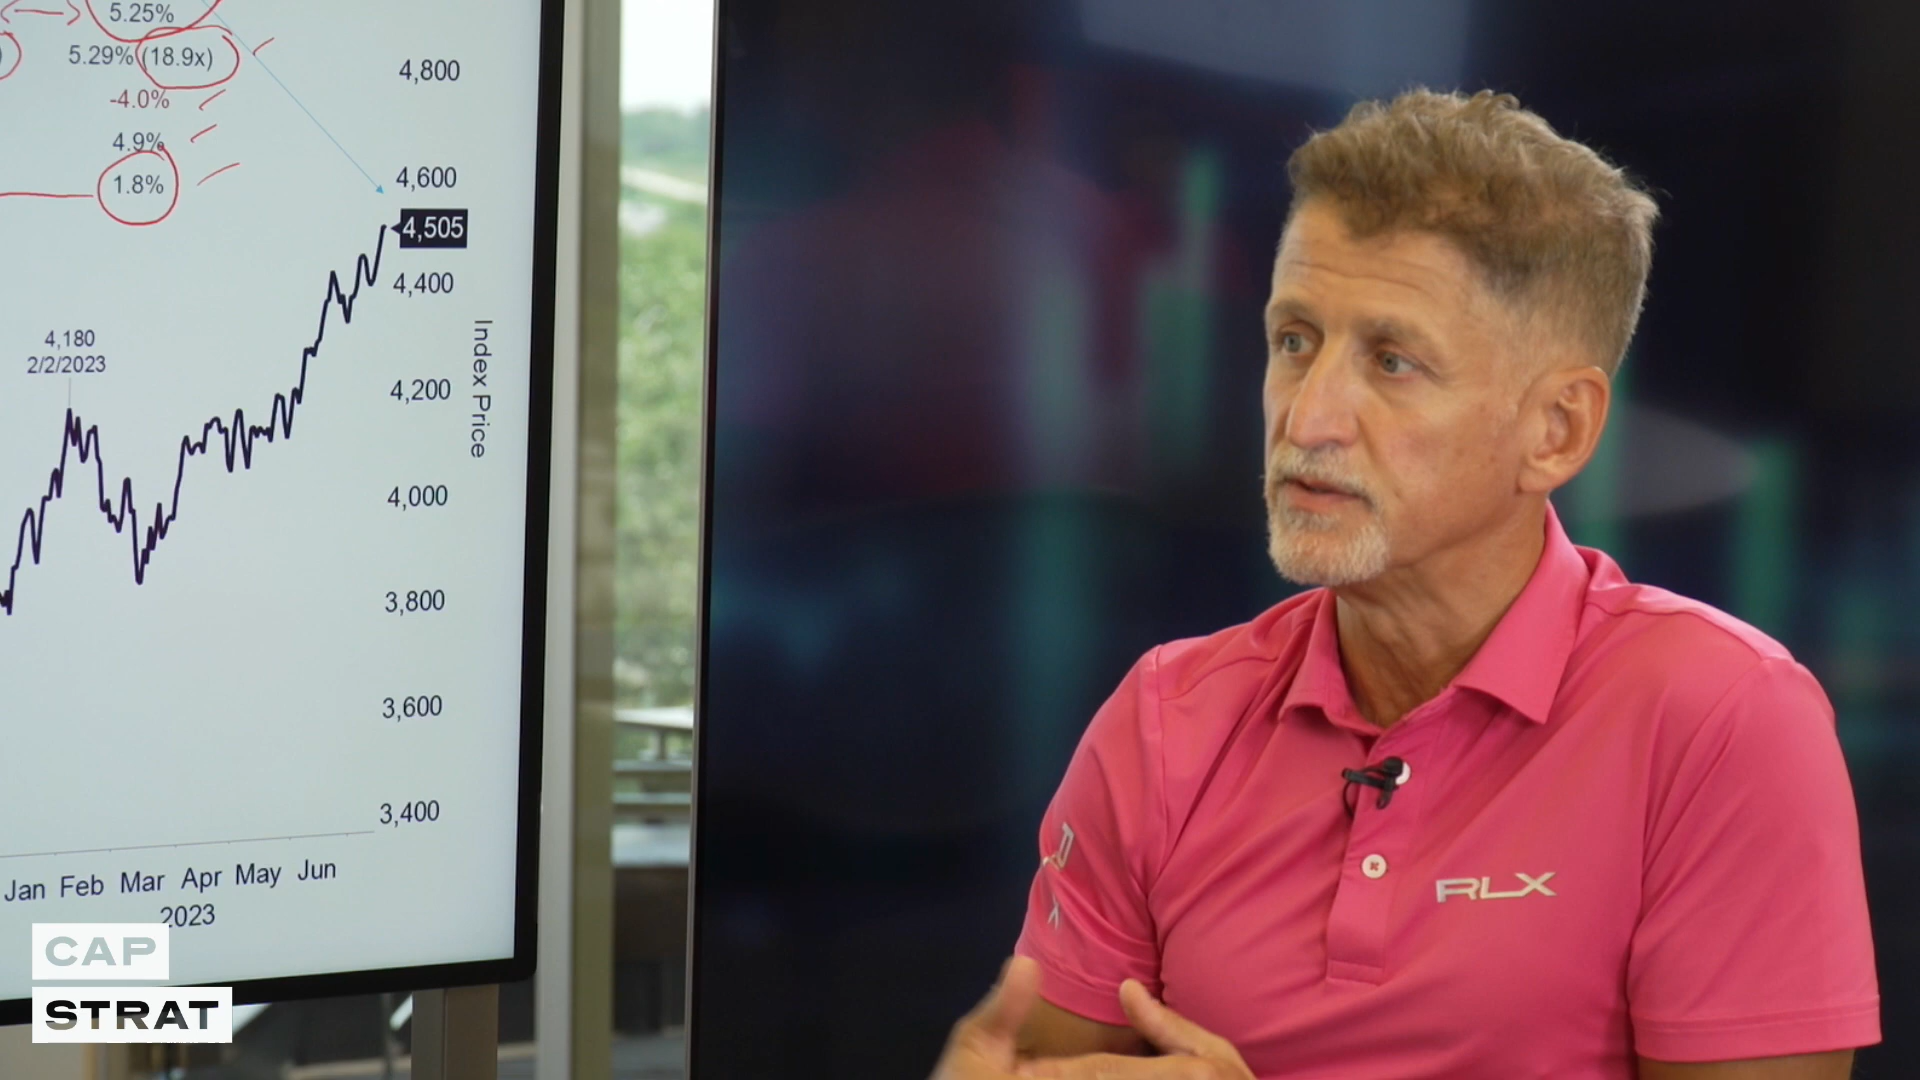 5.25%
5.29% (18.9x)
-4.0%
4.9%
1.8%
4,800
4,600
4,505
4,400
4,200
4,000
3,800
3,600
3,400
Index Price
4,180
2/2/2023
Jan Feb Mar Apr May Jun
2023
CAP
STRAT
RLX